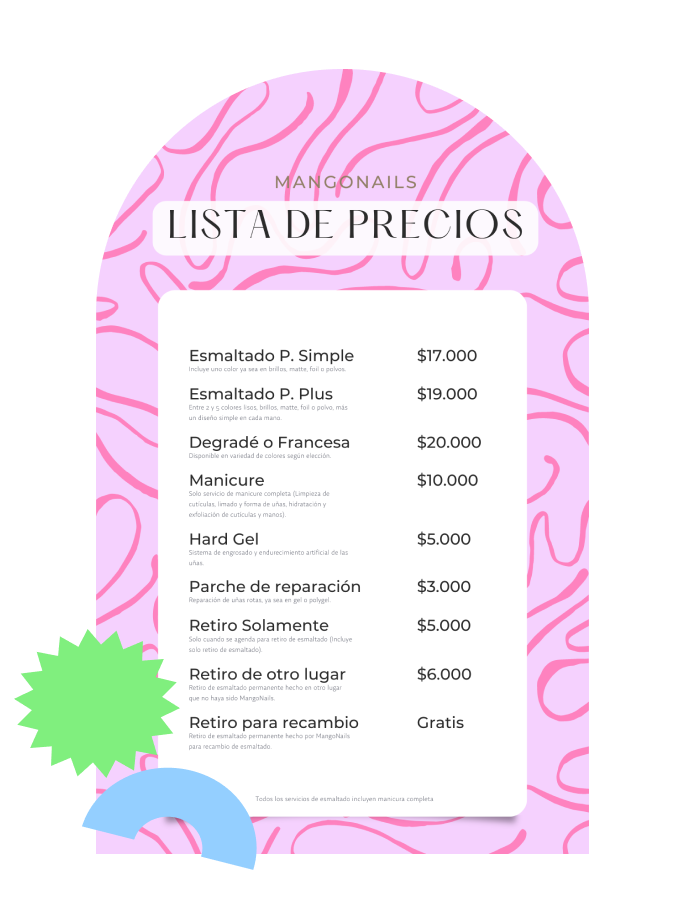 MANGONAILS
LISTA DE PRECIOS
Esmaltado P. Simple $17.000
Incluye uno color ya sea en brillos, matte, foil o polvos.
Esmaltado P. Plus $19.000
Entre 2 y 5 colores lisos, brillos, matte, foil o polvo, más
un diseño simple en cada mano.
Degradé o Francesa $20.000
Disponible en variedad de colores según elección.
Manicure $10.000
Solo servicio de manicure completa (Limpieza de
cutículas, limado y forma de uñas, hidratación y
exfoliación de cutículas y manos).
Hard Gel $5.000
Sistema de engrosado y endurecimiento artificial de las
uñas.
Parche de reparación $3.000
Reparación de uñas rotas, ya sea en gel o polygel.
Retiro Solamente $5.000
Solo cuando se agenda para retiro de esmaltado (Incluye
solo retiro de esmaltado).
Retiro de otro lugar $6.000
Retiro de esmaltado permanente hecho en otro lugar
que no haya sido MangoNails.
Retiro para recambio Gratis
Retiro de esmaltado permanente hecho por MangoNails
para recambio de esmaltado.
Todos los servicios de esmaltado incluyen manicura completa